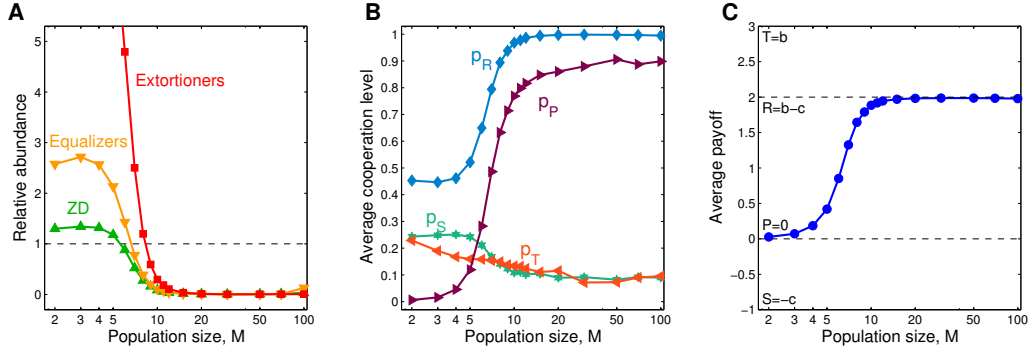 A
Relative abundance
5
4
3
2
1
0
Extortioners
Equalizers
ZD
2 3 4 5 10 20 50 100
Population size, M
B
Average cooperation level
1
0.9
0.8
0.7
0.6
0.5
0.4
0.3
0.2
0.1
0
p_R
p_P
p_S
p_T
2 3 4 5 10 20 50 100
Population size, M
C
Average payoff
3
2.5
2
1.5
1
0.5
0
−0.5
−1
T=b
R=b−c
P=0
S=−c
2 3 4 5 10 20 50 100
Population size, M